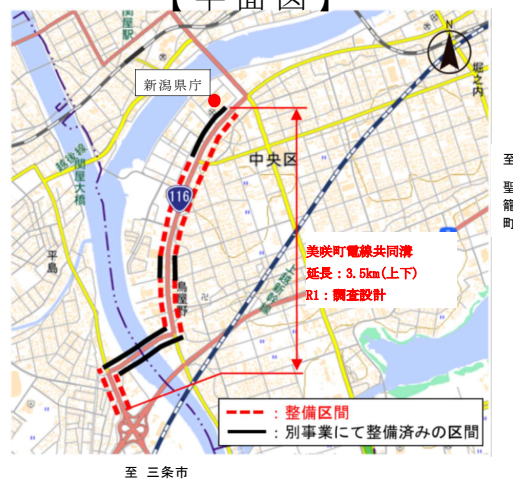 【平面図】
関屋駅
N
堀之内
新潟県庁
越後線
関屋大橋
中央区
至
聖
籠
町
116
美咲町電線共同溝
延長：3.5km(上下)
R1：調査設計
平島
鳥屋野
上越新幹線
：整備区間
：別事業にて整備済みの区間
至 三条市